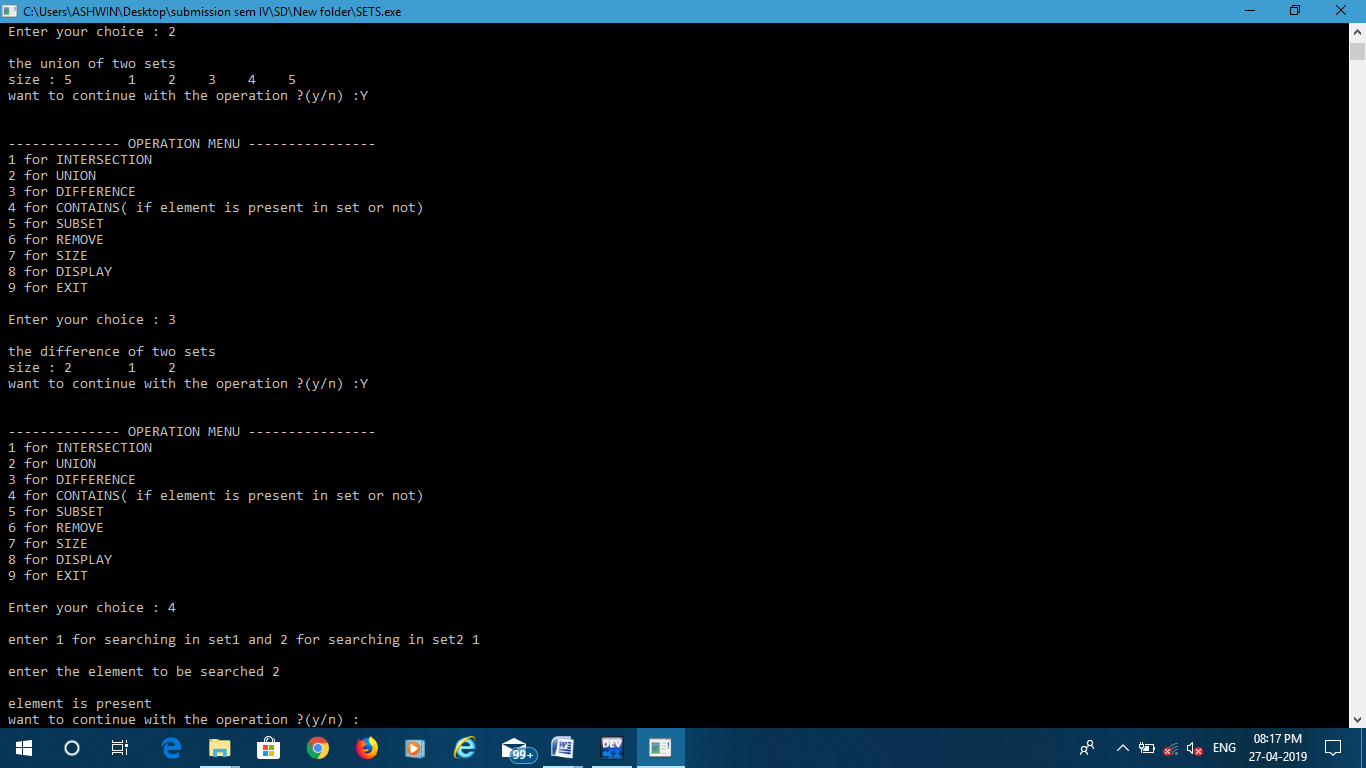 C:\Users\ASHWIN\Desktop\submission sem IV\SD\New folder\SETS.exe
Enter your choice : 2
the union of two sets
size : 5       1    2    3    4    5
want to continue with the operation ?(y/n) :Y
-------------- OPERATION MENU ----------------
1 for INTERSECTION
2 for UNION
3 for DIFFERENCE
4 for CONTAINS( if element is present in set or not)
5 for SUBSET
6 for REMOVE
7 for SIZE
8 for DISPLAY
9 for EXIT
Enter your choice : 3
the difference of two sets
size : 2       1    2
want to continue with the operation ?(y/n) :Y
-------------- OPERATION MENU ----------------
1 for INTERSECTION
2 for UNION
3 for DIFFERENCE
4 for CONTAINS( if element is present in set or not)
5 for SUBSET
6 for REMOVE
7 for SIZE
8 for DISPLAY
9 for EXIT
Enter your choice : 4
enter 1 for searching in set1 and 2 for searching in set2 1
enter the element to be searched 2
element is present
want to continue with the operation ?(y/n) :
99+
DEV
ENG
08:17 PM
27-04-2019